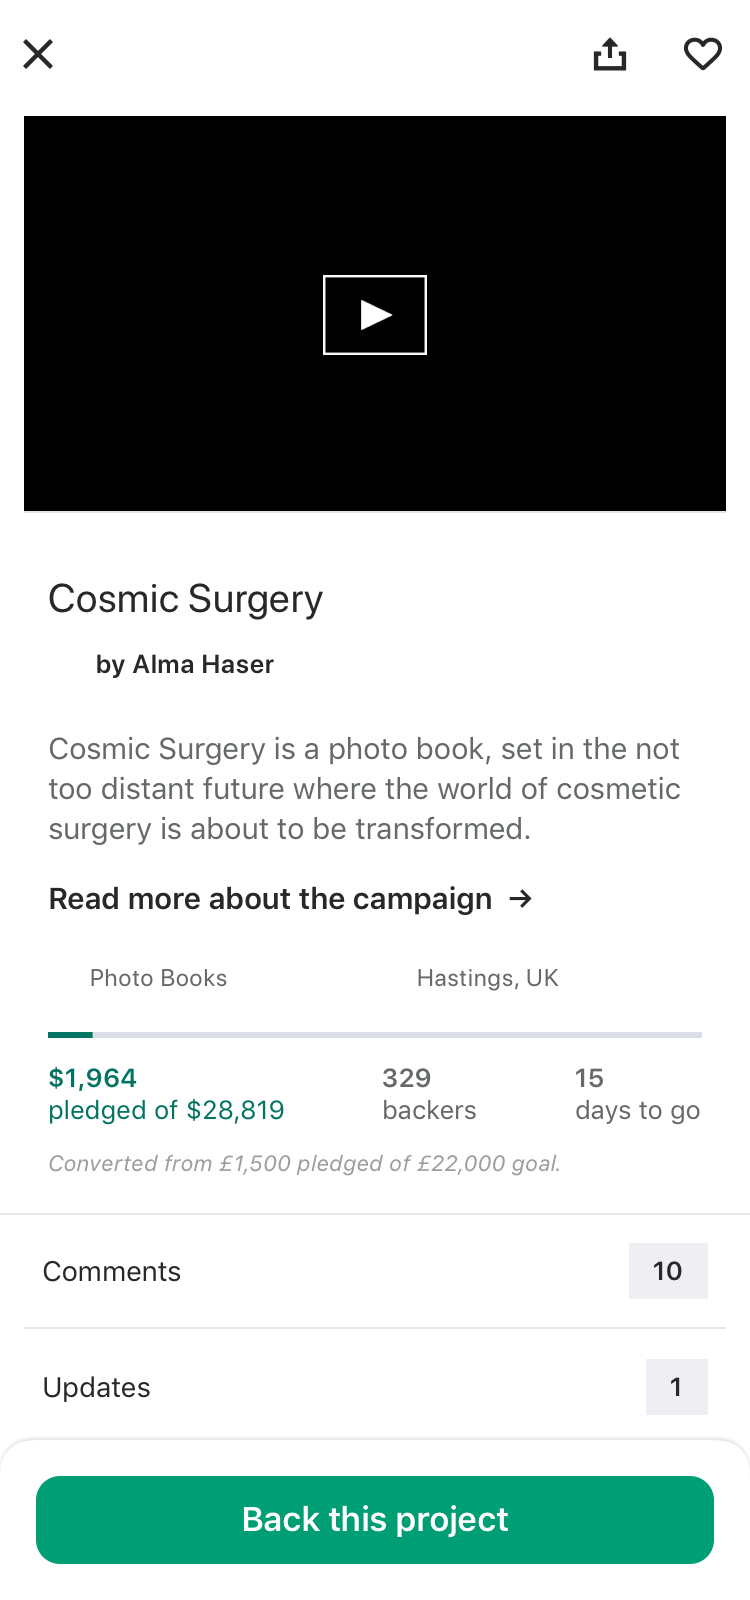 Cosmic Surgery
by Alma Haser
Cosmic Surgery is a photo book, set in the not
too distant future where the world of cosmetic
surgery is about to be transformed.
Read more about the campaign →
Photo Books
Hastings, UK
$1,964
pledged of $28,819
329
backers
15
days to go
Converted from £1,500 pledged of £22,000 goal.
Comments
10
Updates
1
Back this project